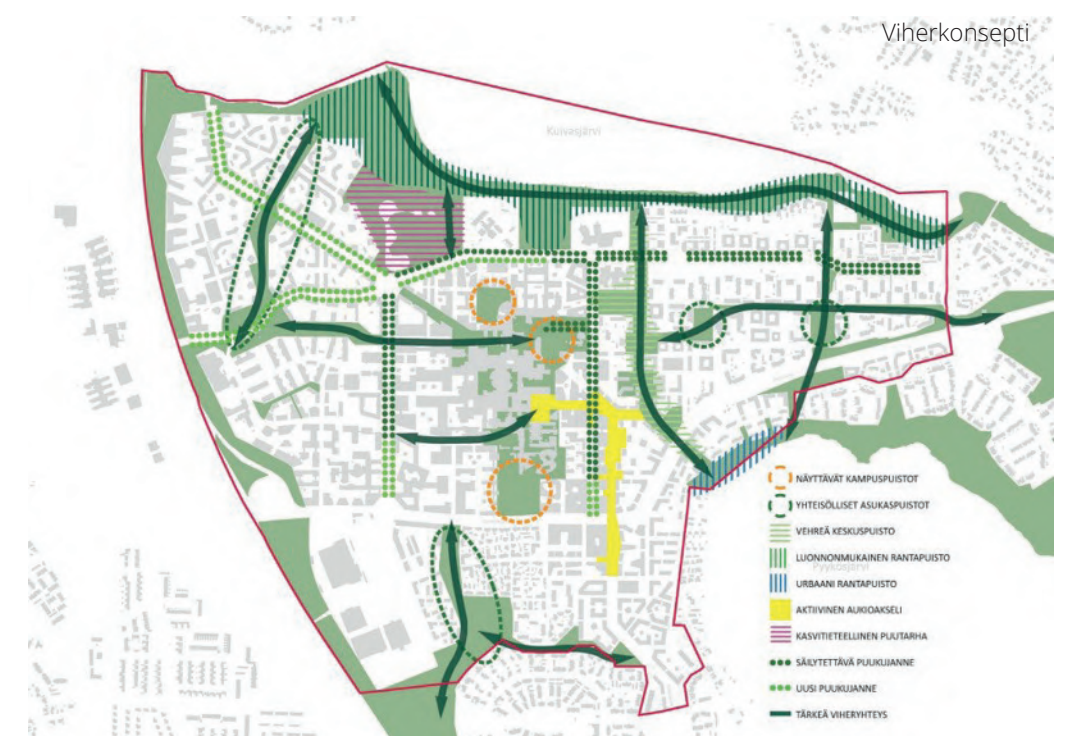 Viherkonsepti
Kuivasjärvi
NÄYTTÄVÄT KAMPUSPUISTOT
YHTEISÖLLISET ASUKASPUISTOT
VEHREÄ KESKUSPUISTO
LUONNONMUKAINEN RANTAPUISTO
Pyykösjärvi
URBAANI RANTAPUISTO
AKTIIVINEN AUKIOAKSELI
KASVITIETEELLINEN PUUTARHA
SÄILYTETTÄVÄ PUUKUJANNE
UUSI PUUKUJANNE
TÄRKEÄ VIHERYHTEYS